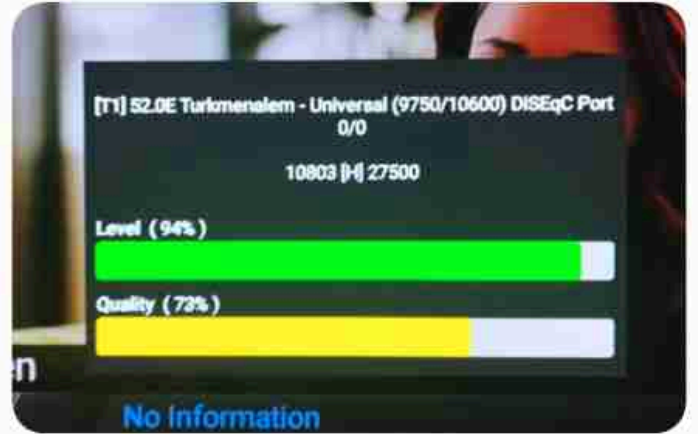 [T1] 52.0E Turkmenalem - Universal (9750/10600) DiSEqC Port
0/0
10803 [H] 27500
Level ( 94% )
Quality ( 73% )
en
No Information